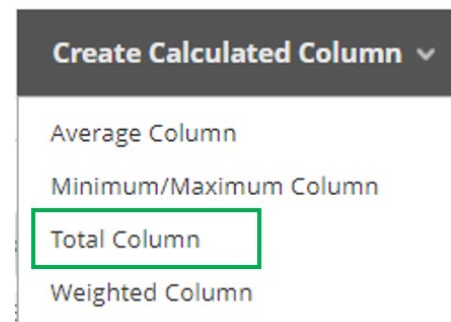 Create Calculated Column
Average Column
Minimum/Maximum Column
Total Column
Weighted Column